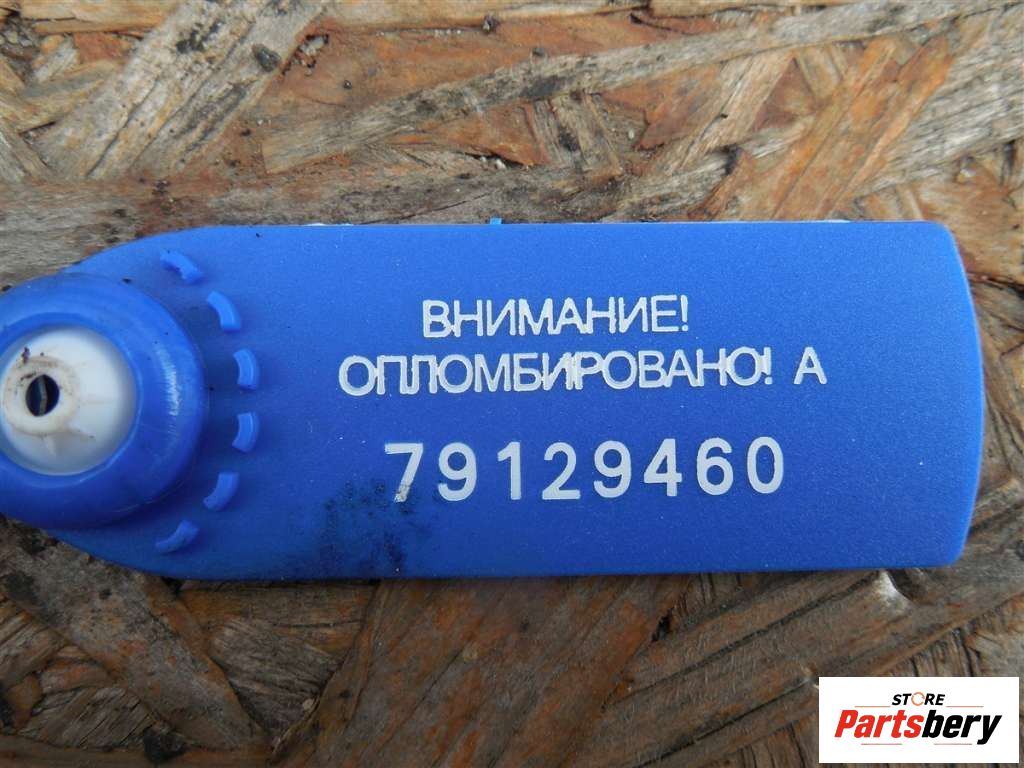 ВНИМАНИЕ!
ОПЛОМБИРОВАНО! А
79129460
STORE
Partsbery